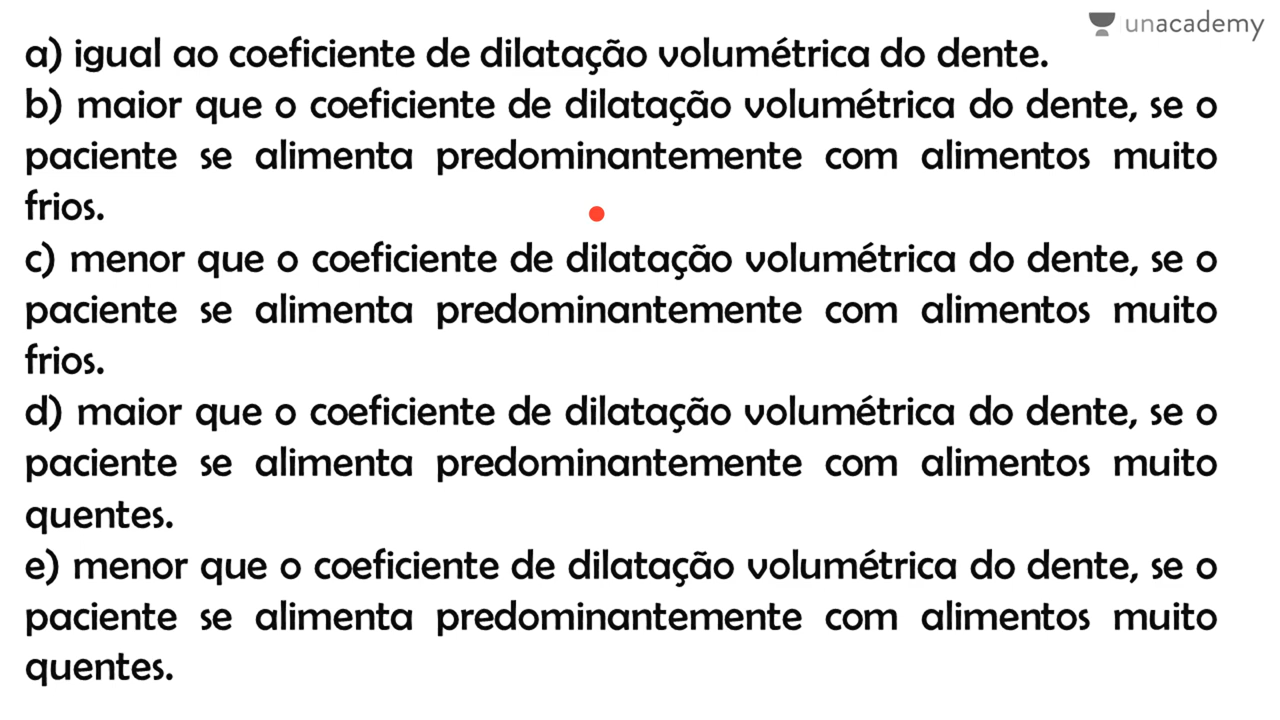 unacademy
a) igual ao coeficiente de dilatação volumétrica do dente.
b) maior que o coeficiente de dilatação volumétrica do dente, se o
paciente se alimenta predominantemente com alimentos muito
frios.
c) menor que o coeficiente de dilatação volumétrica do dente, se o
paciente se alimenta predominantemente com alimentos muito
frios.
d) maior que o coeficiente de dilatação volumétrica do dente, se o
paciente se alimenta predominantemente com alimentos muito
quentes.
e) menor que o coeficiente de dilatação volumétrica do dente, se o
paciente se alimenta predominantemente com alimentos muito
quentes.